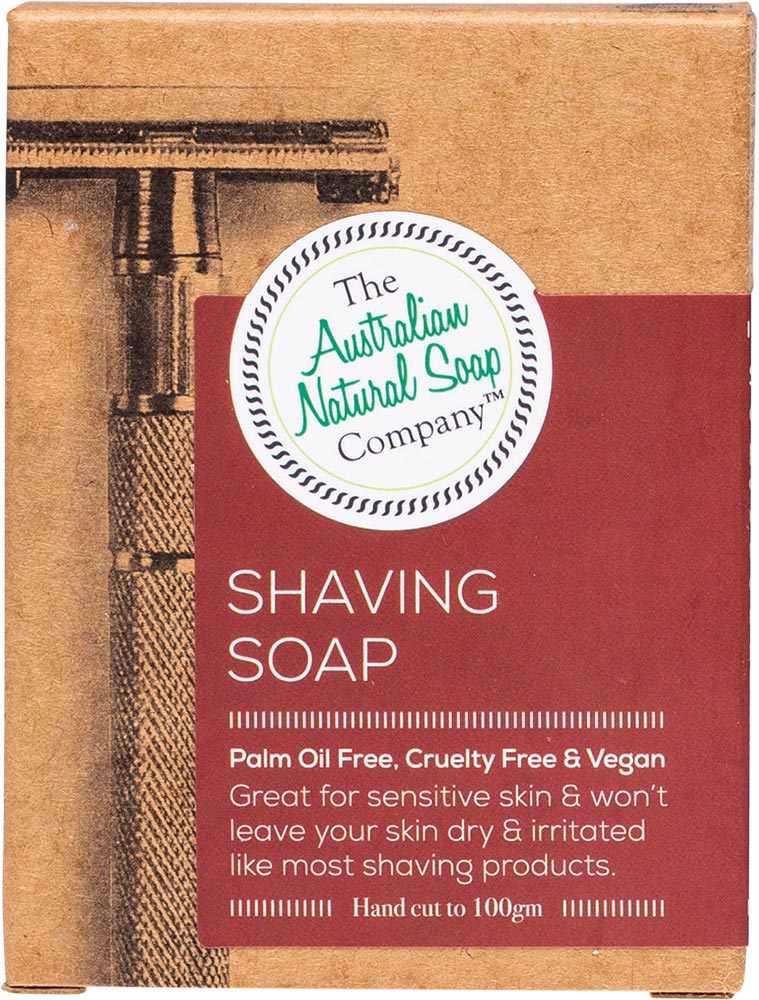 The
Australian
Natural Soap
Company™
SHAVING
SOAP
Palm Oil Free, Cruelty Free & Vegan
Great for sensitive skin & won't
leave your skin dry & irritated
like most shaving products.
Hand cut to 100gm